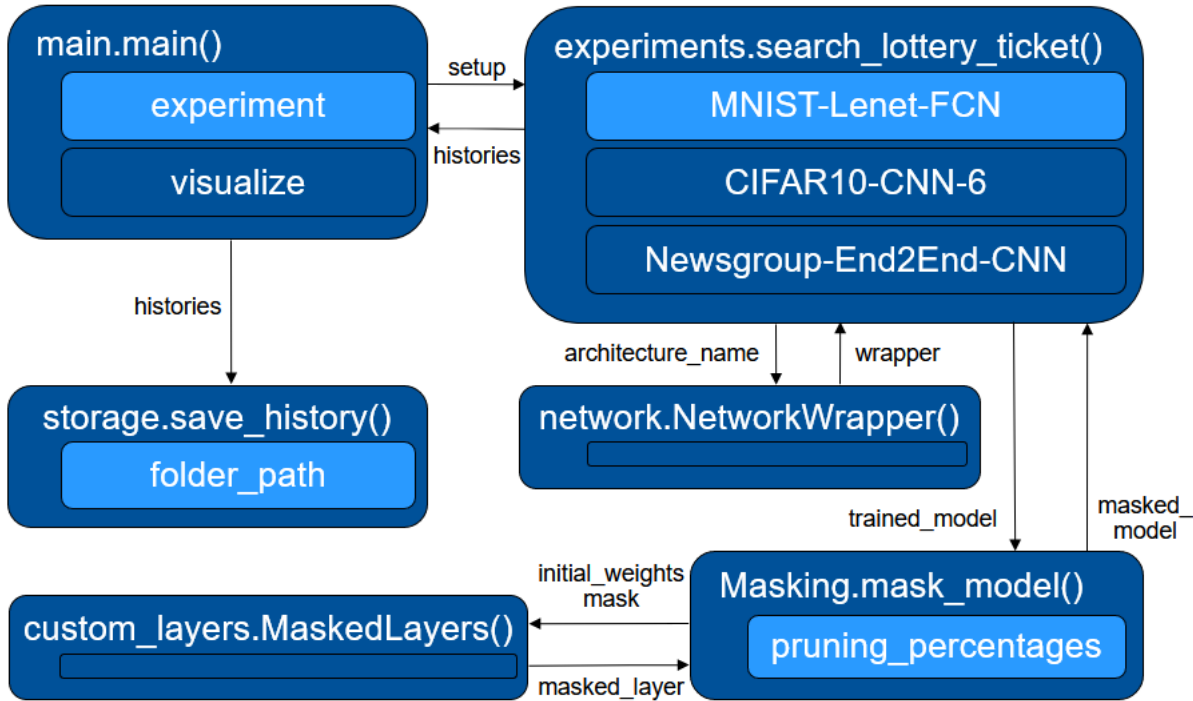 main.main()
experiment
visualize
setup
histories
experiments.search_lottery_ticket()
MNIST-Lenet-FCN
CIFAR10-CNN-6
Newsgroup-End2End-CNN
histories
architecture_name
wrapper
storage.save_history()
folder_path
network.NetworkWrapper()
trained_model
masked_
model
initial_weights
mask
Masking.mask_model()
pruning_percentages
custom_layers.MaskedLayers()
masked_layer